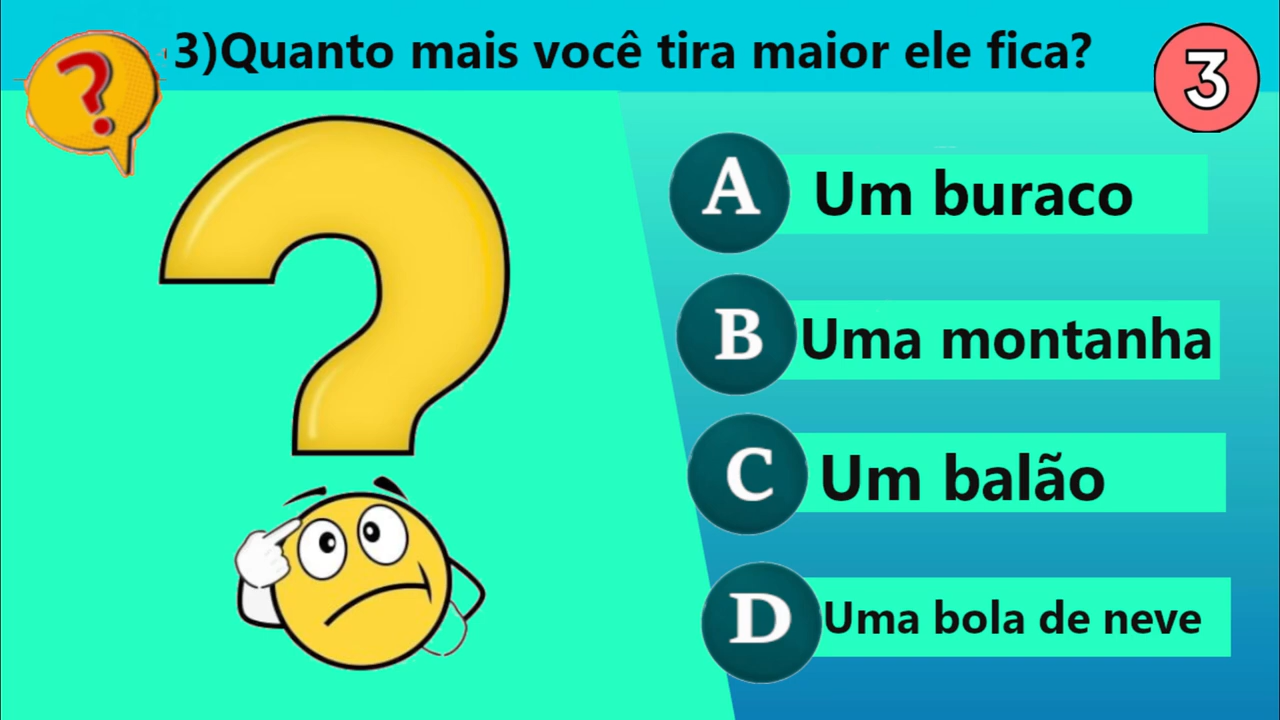 ?
3)Quanto mais você tira maior ele fica?
3
?
A Um buraco
B Uma montanha
C Um balão
D Uma bola de neve